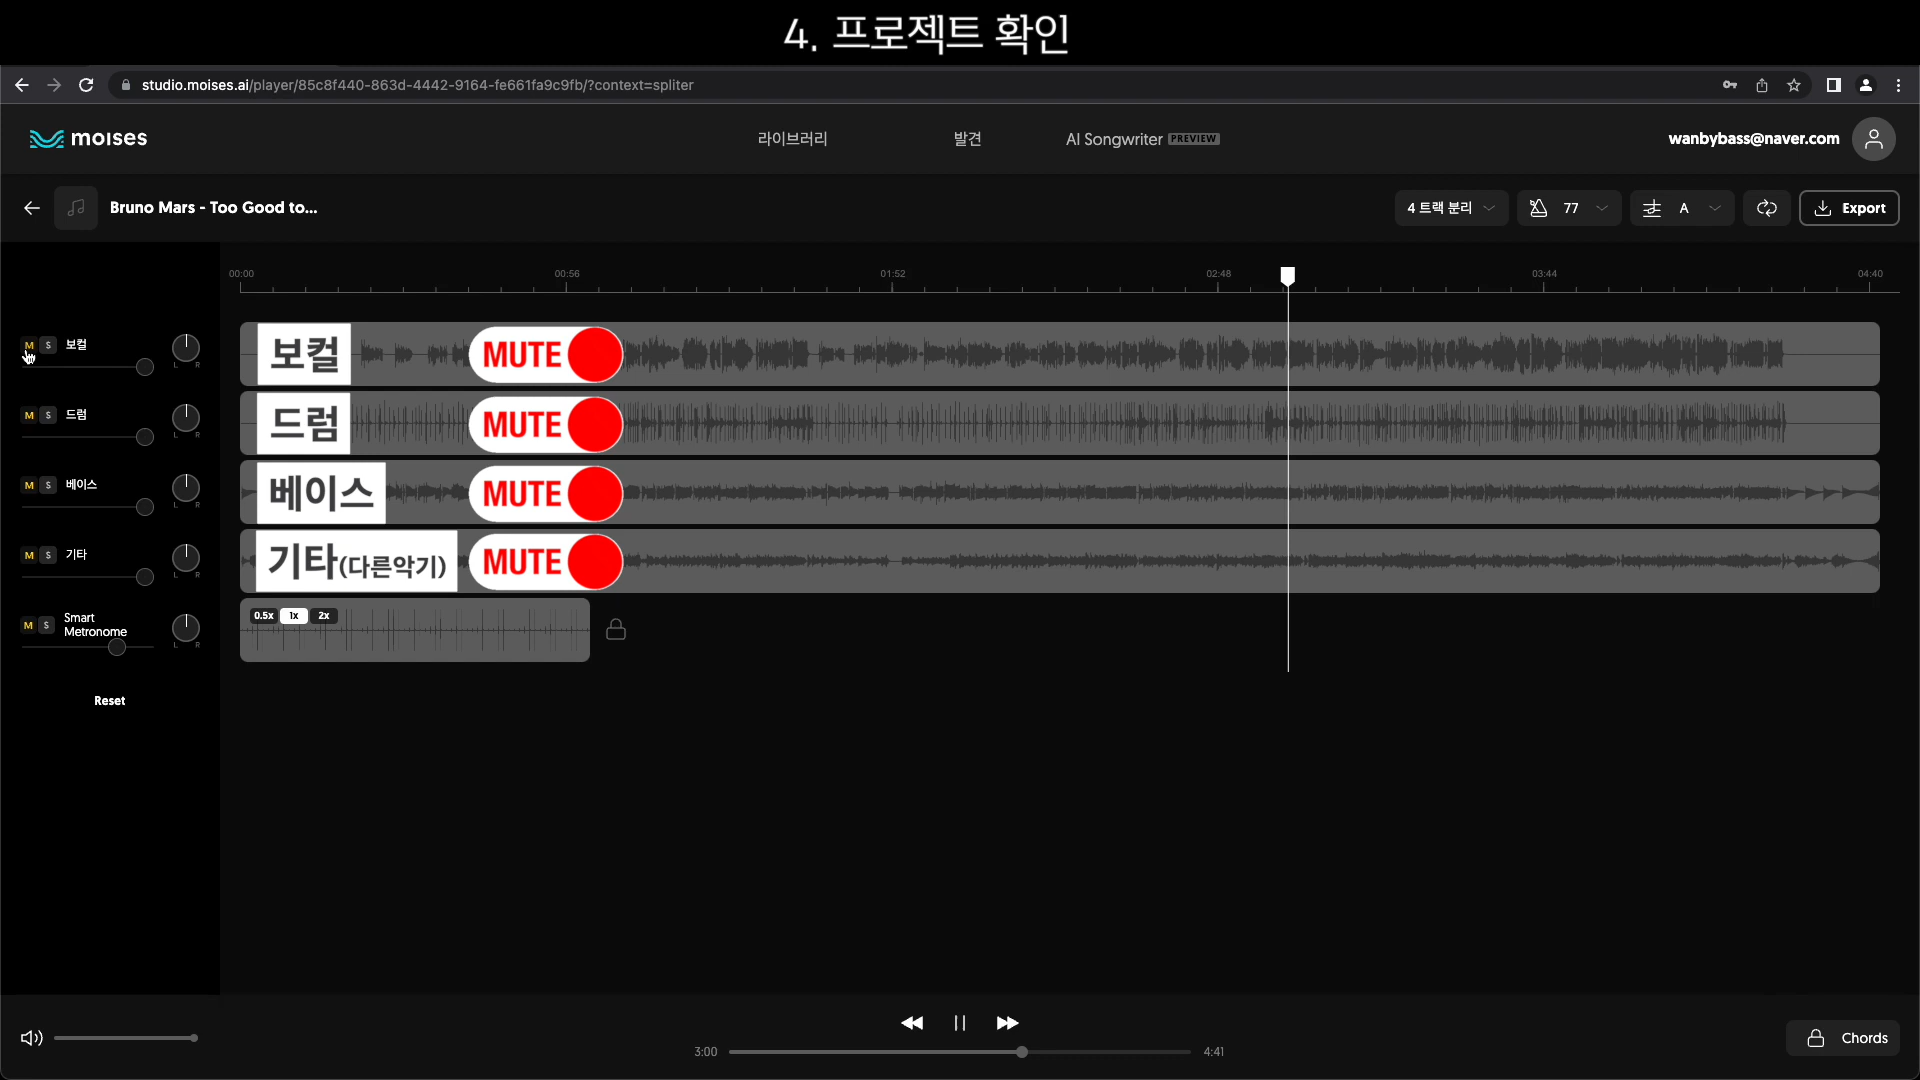 4. 프로젝트 확인
studio.moises.ai/player/85c8f440-863d-4442-9164-fe661fa9c9fb/?context=spliter
moises
라이브러리
발견
AI Songwriter PREVIEW
wanbybass@naver.com
Bruno Mars - Too Good to...
4 트랙 분리
77
A
Export
00:00
00:56
01:52
02:48
03:44
04:40
M S 보컬
L R
보컬
MUTE
M S 드럼
L R
드럼
MUTE
M S 베이스
L R
베이스
MUTE
M S 기타
L R
기타(다른악기)
MUTE
M S Smart
Metronome
L R
0.5x 1x 2x
Reset
3:00
4:41
Chords